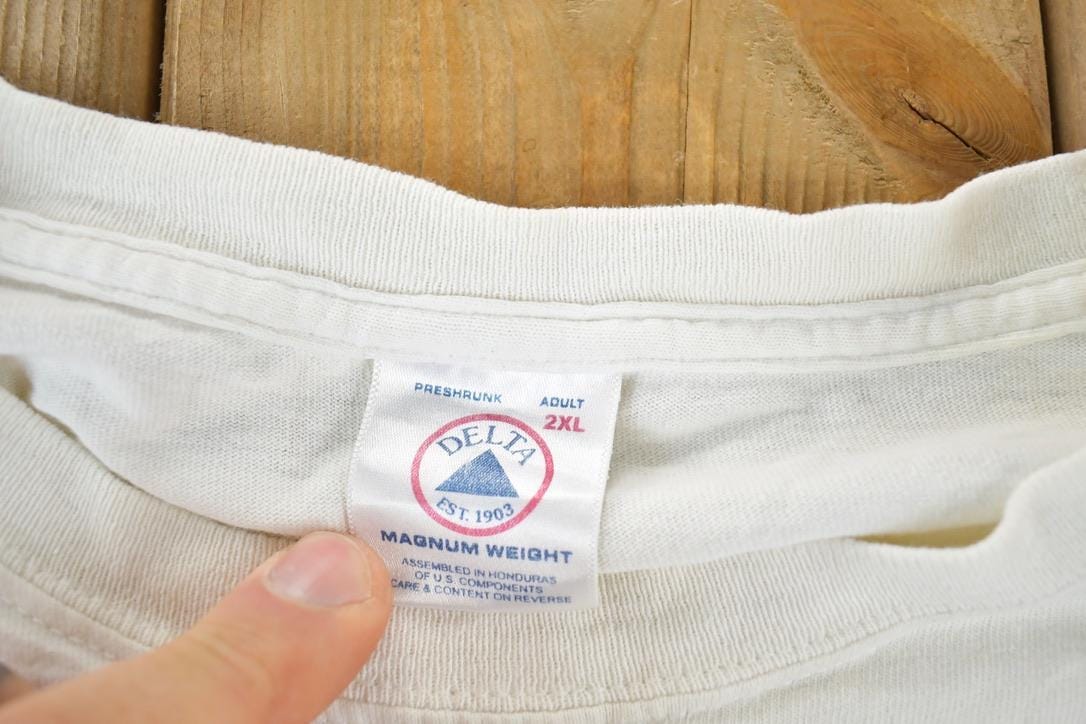 PRESHRUNK
ADULT
2XL
DELTA
EST. 1903
MAGNUM WEIGHT
ASSEMBLED IN HONDURAS
OF U.S. COMPONENTS
CARE & CONTENT ON REVERSE